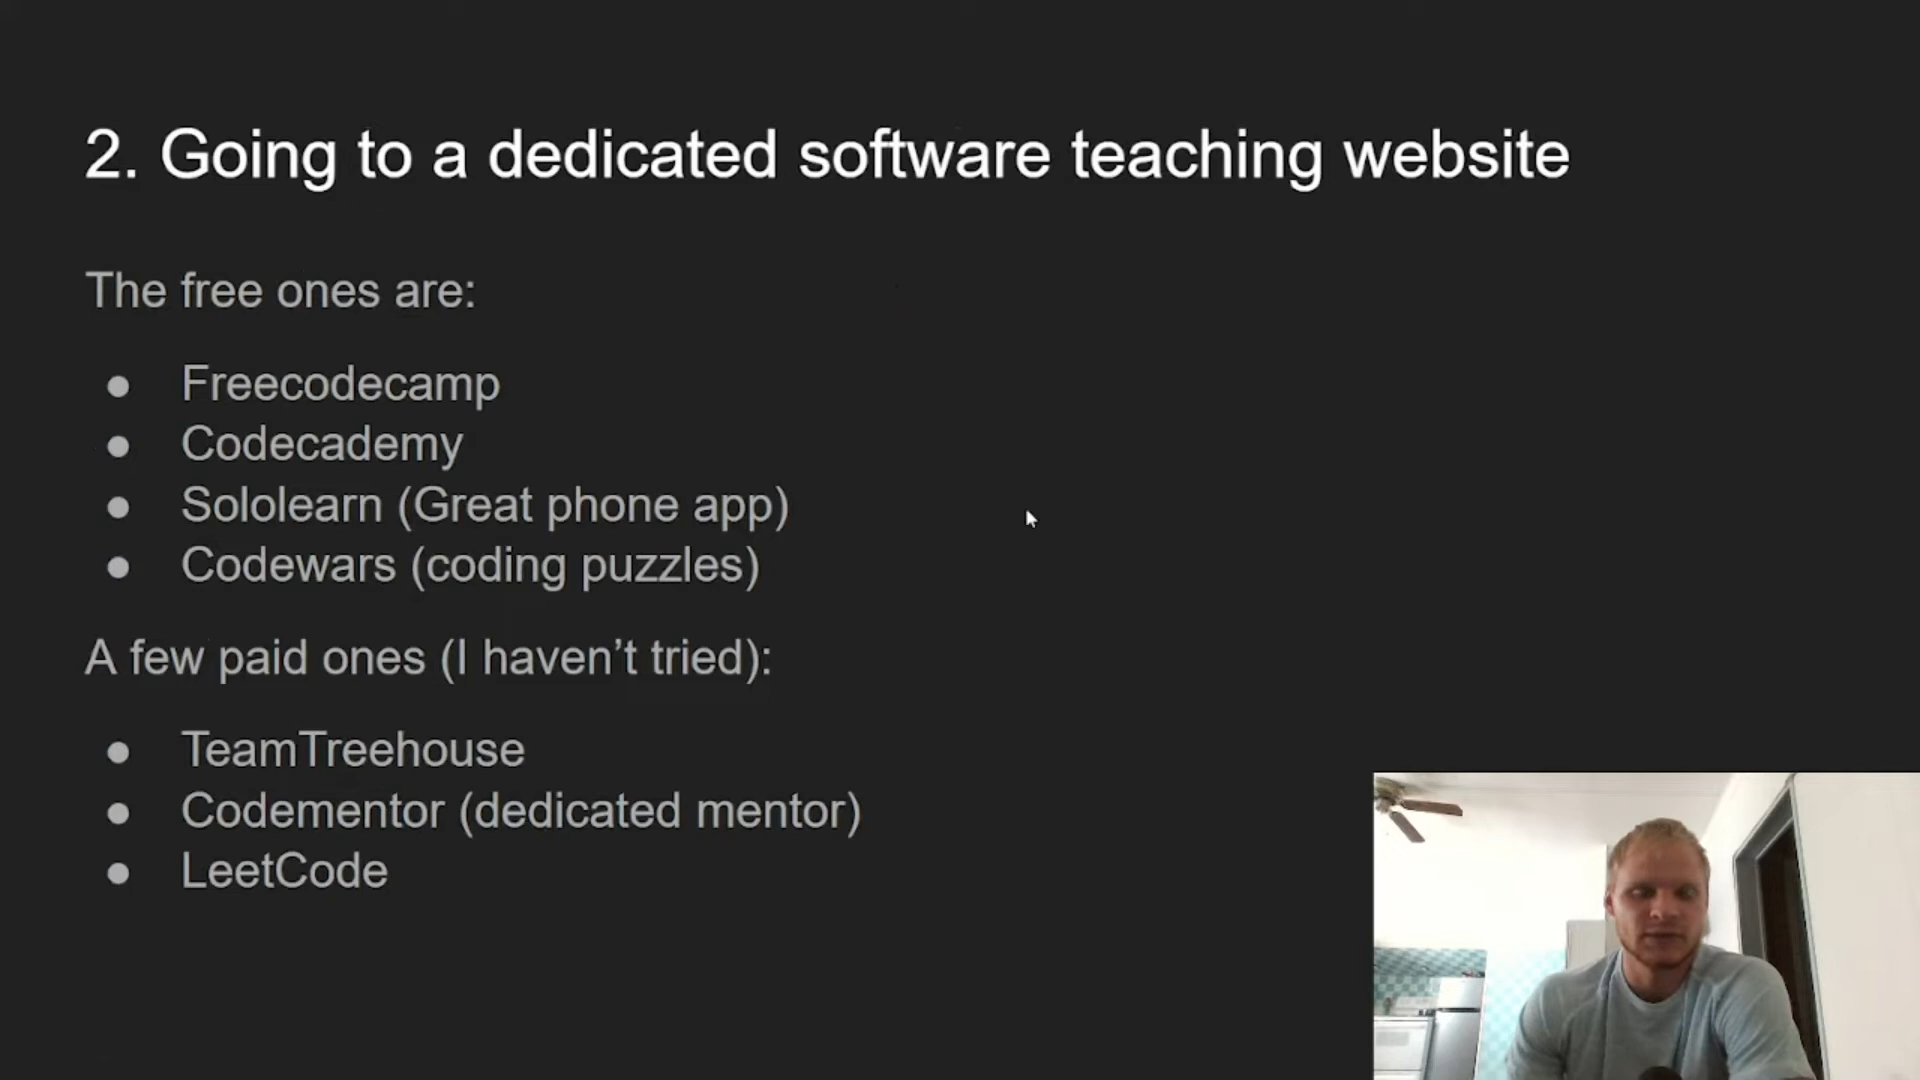 2. Going to a dedicated software teaching website
The free ones are:
● Freecodecamp
● Codecademy
● Sololearn (Great phone app)
● Codewars (coding puzzles)
A few paid ones (I haven’t tried):
● TeamTreehouse
● Codementor (dedicated mentor)
● LeetCode